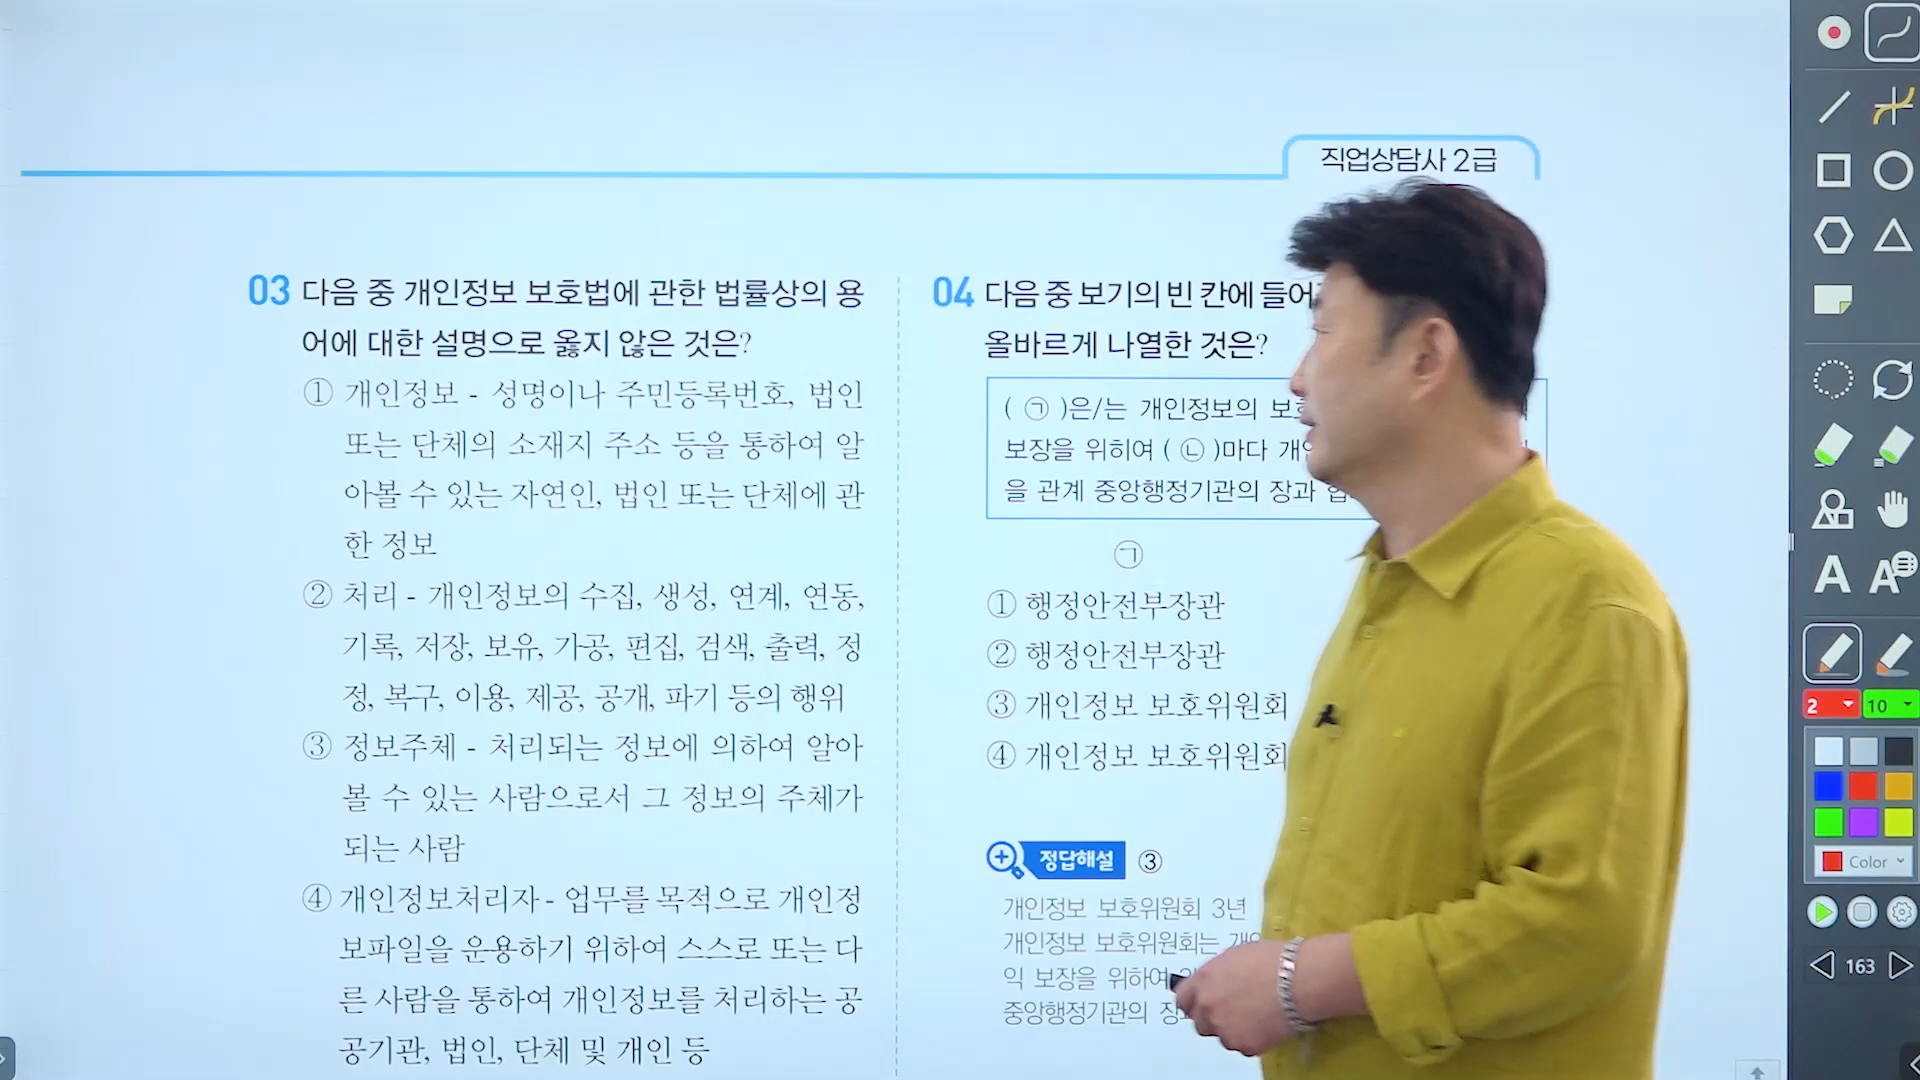 직업상담사 2급
03 다음 중 개인정보 보호법에 관한 법률상의 용
어에 대한 설명으로 옳지 않은 것은?
① 개인정보 - 성명이나 주민등록번호, 법인
또는 단체의 소재지 주소 등을 통하여 알
아볼 수 있는 자연인, 법인 또는 단체에 관
한 정보
② 처리 - 개인정보의 수집, 생성, 연계, 연동,
기록, 저장, 보유, 가공, 편집, 검색, 출력, 정
정, 복구, 이용, 제공, 공개, 파기 등의 행위
③ 정보주체 - 처리되는 정보에 의하여 알아
볼 수 있는 사람으로서 그 정보의 주체가
되는 사람
④ 개인정보처리자 - 업무를 목적으로 개인정
보파일을 운용하기 위하여 스스로 또는 다
른 사람을 통하여 개인정보를 처리하는 공
공기관, 법인, 단체 및 개인 등
04 다음 중 보기의 빈 칸에
올바르게 나열한 것은?
( ㉠ )은/는 개인정보의
보장을 위히여 ( ㉡ )마다
을 관계 중앙행정기관의 장과
㉠
① 행정안전부장관
② 행정안전부장관
③ 개인정보 보호위원회
④ 개인정보 보호위원회
정답해설 ③
개인정보 보호위원회 3년
개인정보 보호위원회는
익 보장을 위하여
중앙행정기관의
A A
2 10
Color
163